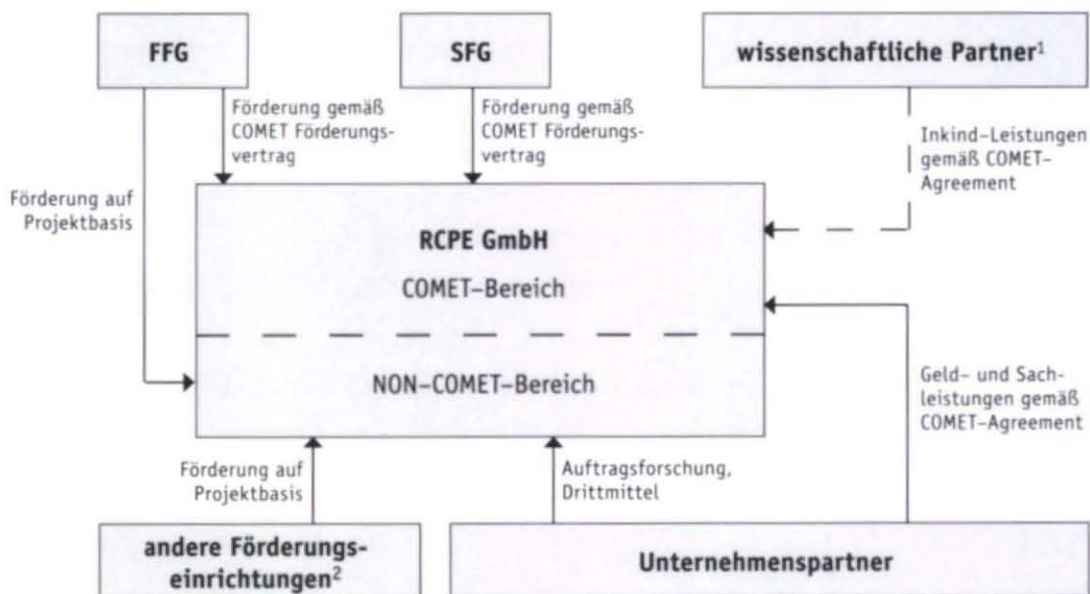 FFG
SFG
wissenschaftliche Partner¹
Förderung gemäß
COMET Förderungs-
vertrag
Förderung gemäß
COMET Förderungs-
vertrag
Inkind–Leistungen
gemäß COMET–
Agreement
Förderung auf
Projektbasis
RCPE GmbH
COMET–Bereich
NON–COMET–Bereich
Geld– und Sach-
leistungen gemäß
COMET–Agreement
Förderung auf
Projektbasis
Auftragsforschung,
Drittmittel
andere Förderungs-
einrichtungen²
Unternehmenspartner